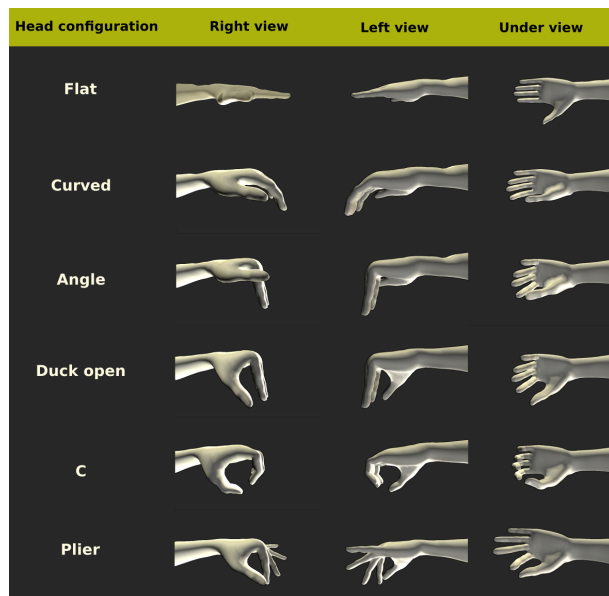 Head configuration Right view Left view Under view
Flat
Curved
Angle
Duck open
C
Plier